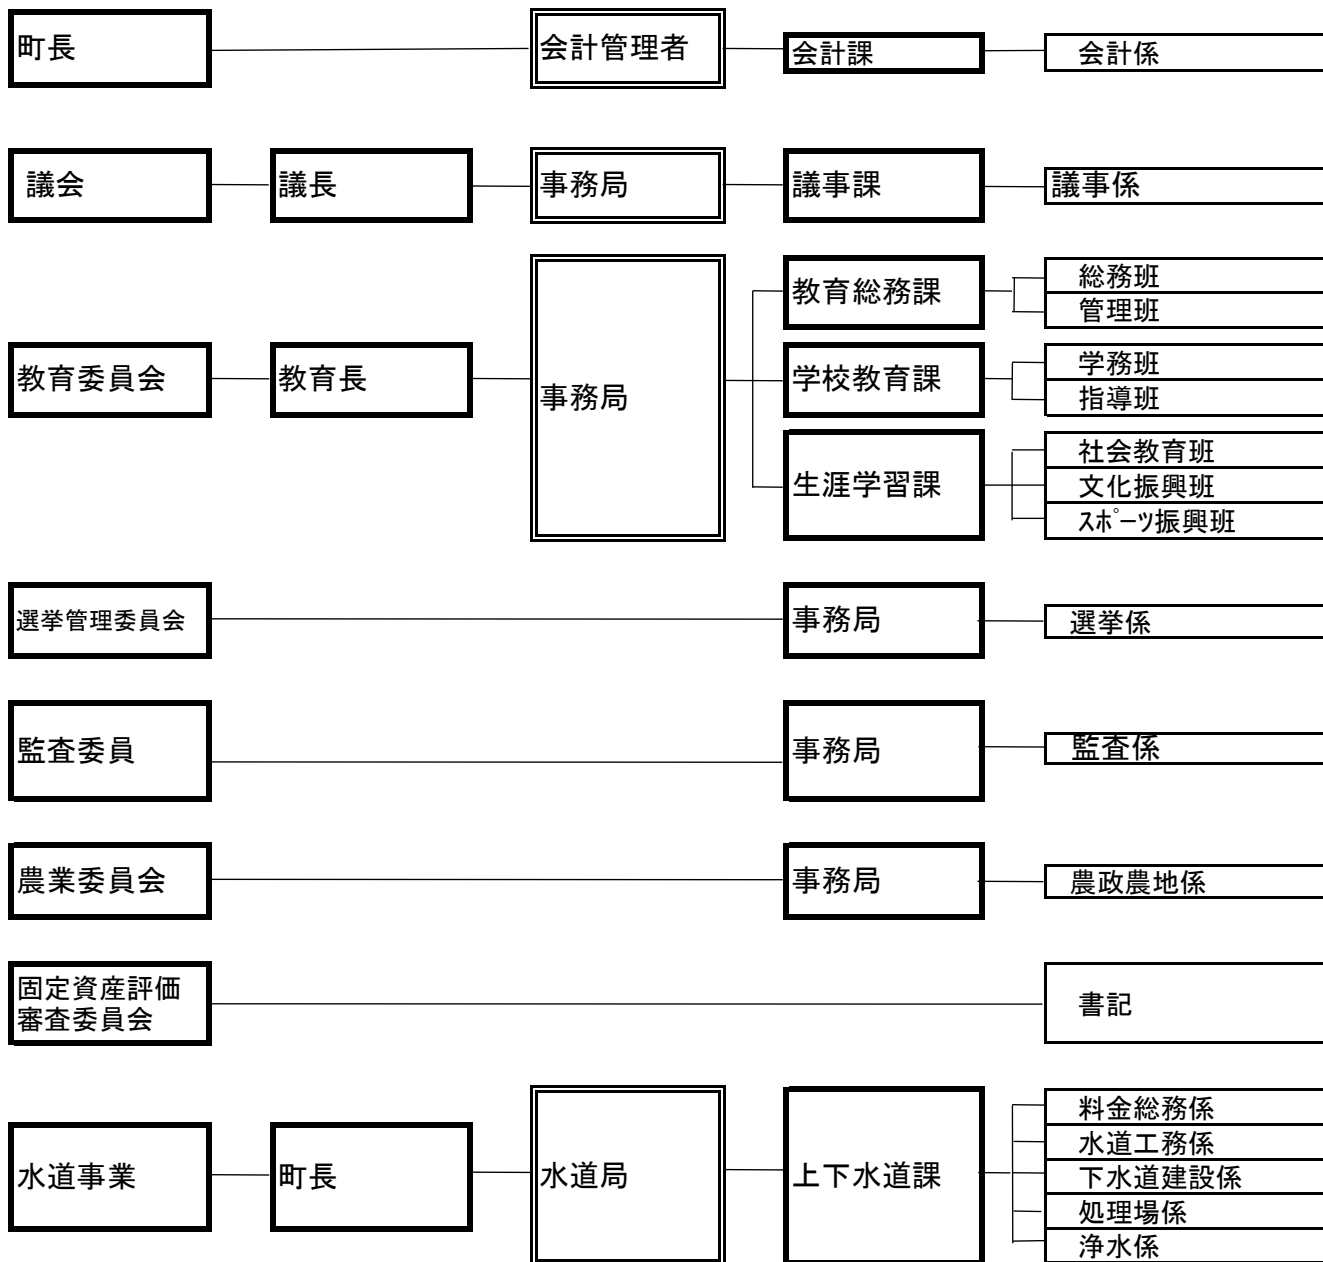 町長
会計管理者
会計課
会計係
議会
議長
事務局
議事課
議事係
教育委員会
教育長
事務局
教育総務課
総務班
管理班
学校教育課
学務班
指導班
生涯学習課
社会教育班
文化振興班
ｽﾎﾟｰﾂ振興班
選挙管理委員会
事務局
選挙係
監査委員
事務局
監査係
農業委員会
事務局
農政農地係
固定資産評価
審査委員会
書記
水道事業
町長
水道局
上下水道課
料金総務係
水道工務係
下水道建設係
処理場係
浄水係